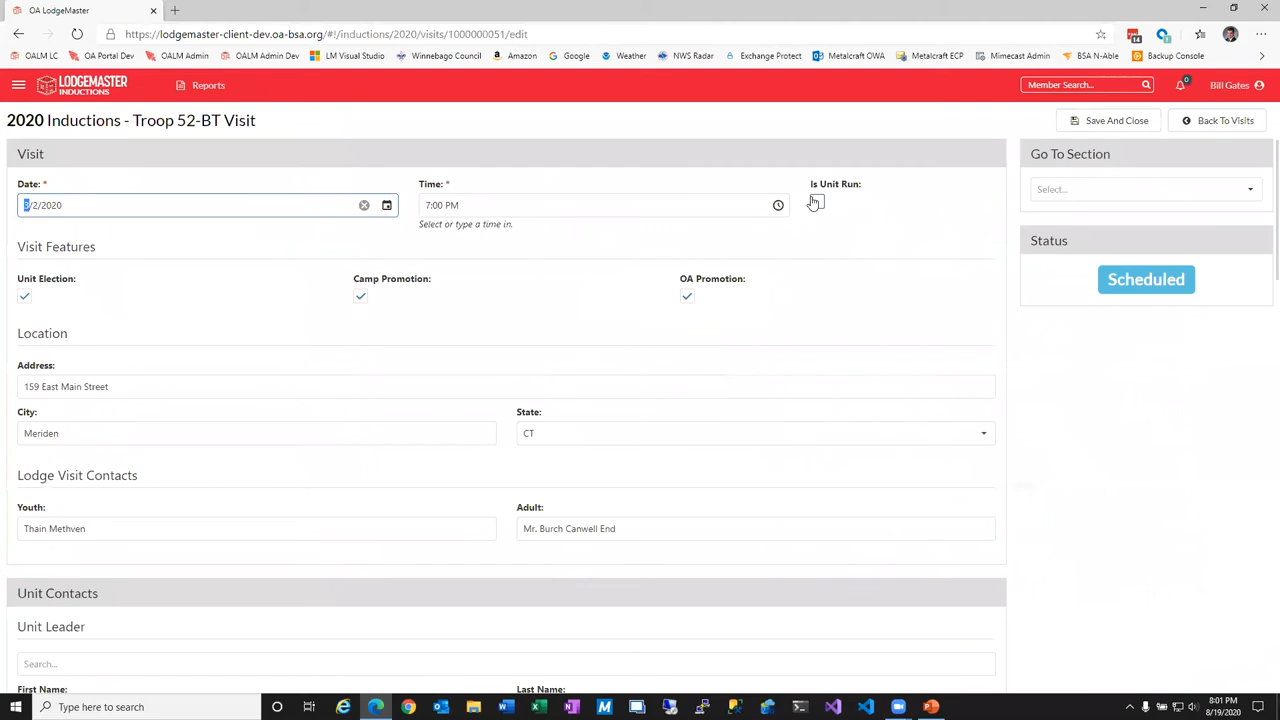 OA LodgeMaster
https://lodgemaster-client-dev.oa-bsa.org/#!/inductions/2020/visits/1000000051/edit
14
OALM LC OA Portal Dev OALM Admin OALM Admin Dev LM Visual Studio Winnebago Council Amazon Google Weather NWS Radar Exchange Protect Metalcraft OWA Metalcraft ECP Mimecast Admin BSA N-Able Backup Console
LODGEMASTER
INDUCTIONS
Reports
Member Search...
0
Bill Gates
2020 Inductions - Troop 52-BT Visit
Save And Close
Back To Visits
Visit
Go To Section
Date: *
Time: *
Is Unit Run:
Select...
3/2/2020
7:00 PM
Select or type a time in.
Visit Features
Status
Unit Election:
Camp Promotion:
OA Promotion:
Scheduled
Location
Address:
159 East Main Street
City:
State:
Meriden
CT
Lodge Visit Contacts
Youth:
Adult:
Thain Methven
Mr. Burch Canwell End
Unit Contacts
Unit Leader
Search...
First Name:
Last Name:
Type here to search
8:01 PM
8/19/2020